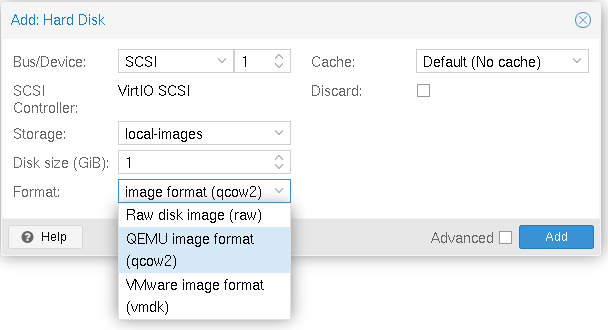 Add: Hard Disk
Bus/Device: SCSI 1 Cache: Default (No cache)
SCSI Controller: VirtIO SCSI Discard:
Storage: local-images
Disk size (GiB): 1
Format: image format (qcow2)
Raw disk image (raw)
QEMU image format
(qcow2)
VMware image format
(vmdk)
Help Advanced Add